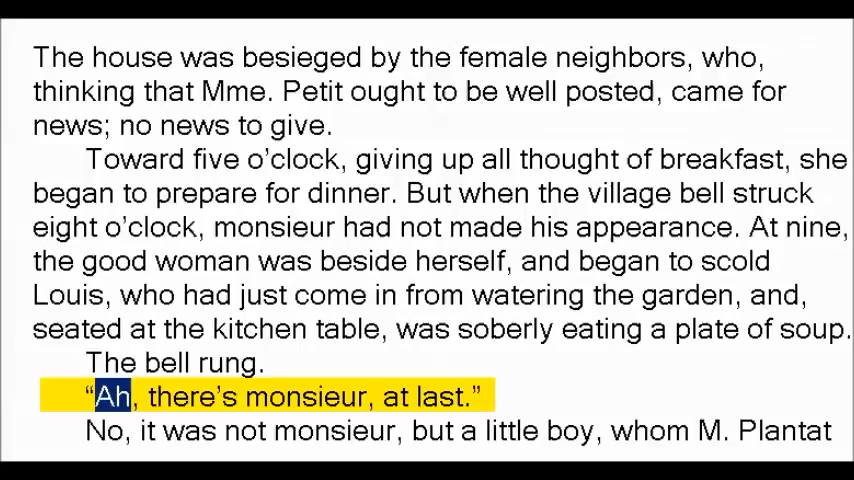 The house was besieged by the female neighbors, who,
thinking that Mme. Petit ought to be well posted, came for
news; no news to give.
Toward five o’clock, giving up all thought of breakfast, she
began to prepare for dinner. But when the village bell struck
eight o’clock, monsieur had not made his appearance. At nine,
the good woman was beside herself, and began to scold
Louis, who had just come in from watering the garden, and,
seated at the kitchen table, was soberly eating a plate of soup.
The bell rung.
“Ah, there’s monsieur, at last.”
No, it was not monsieur, but a little boy, whom M. Plantat